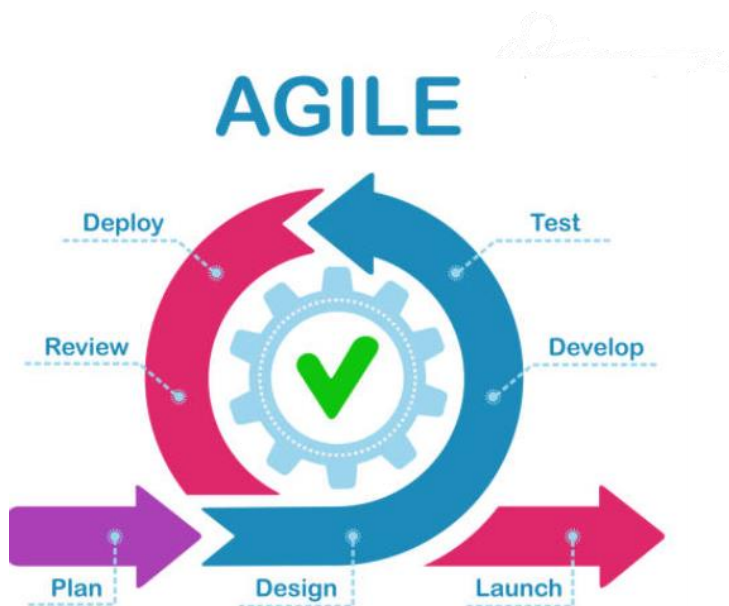 AGILE
Deploy
Test
Review
Develop
Plan
Design
Launch